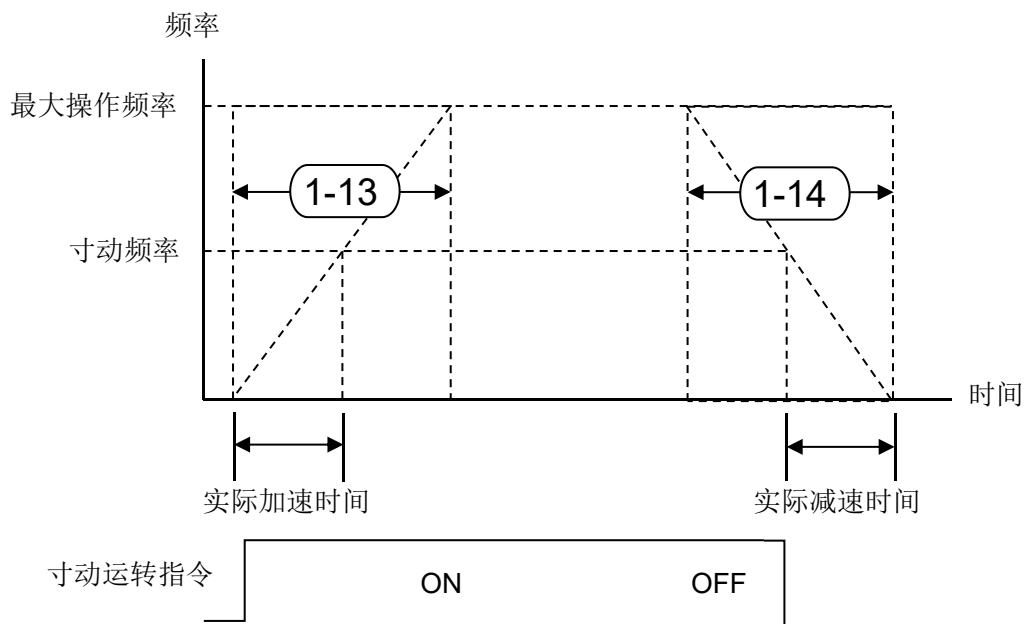 频率
最大操作频率
1-13
1-14
寸动频率
时间
实际加速时间
实际减速时间
寸动运转指令
ON
OFF